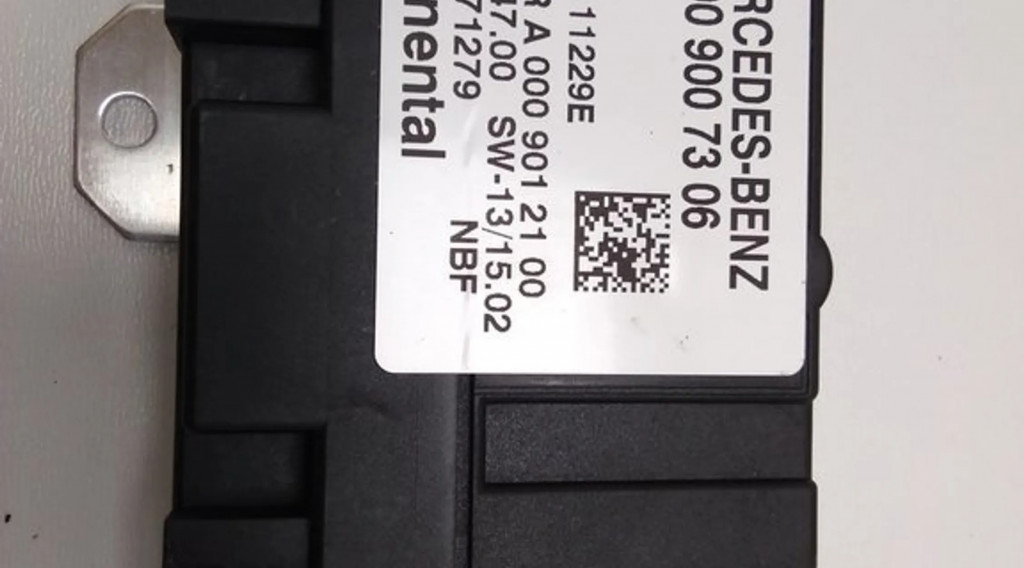 RCEDES-BENZ
00 900 73 06
11229E
R A 000 901 21 00
47.00 SW-13/15.02
71279 NBF
nental